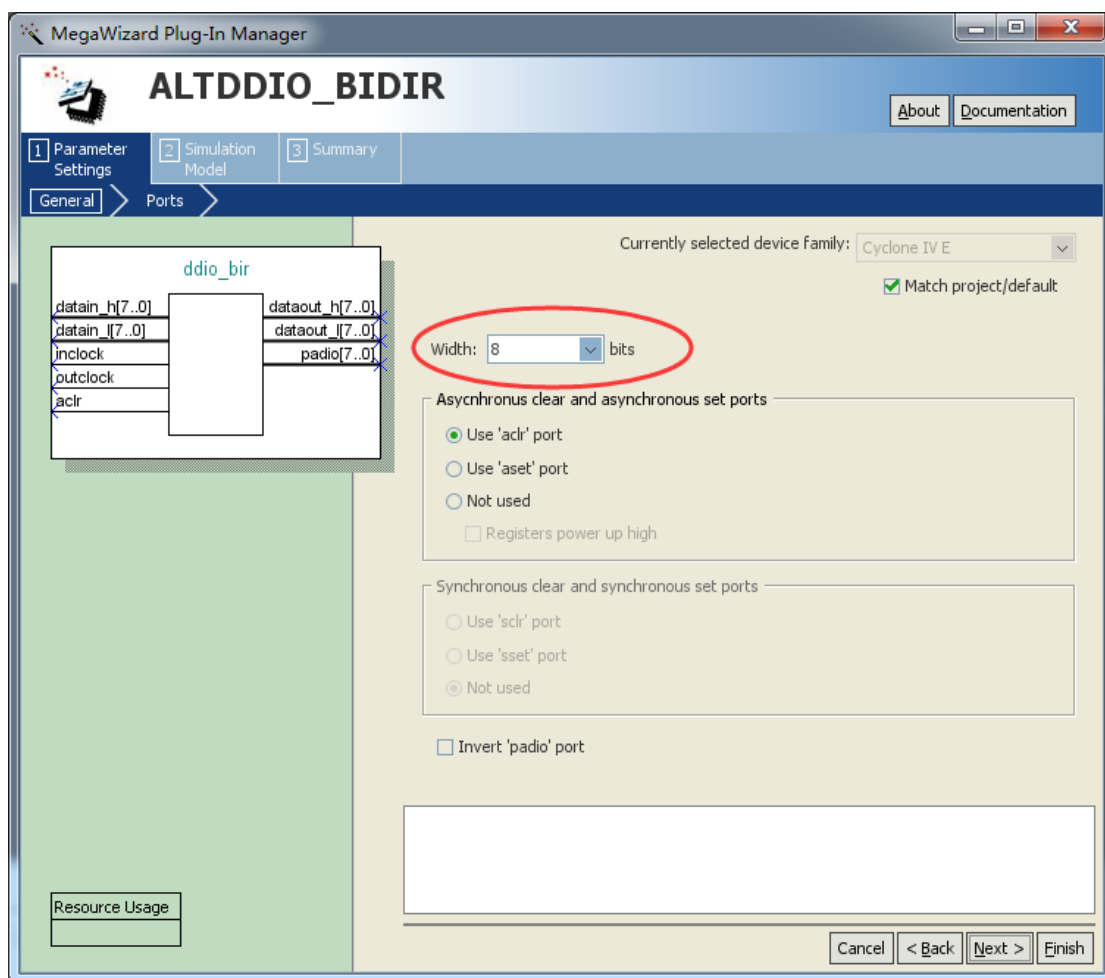 MegaWizard Plug-In Manager
ALTDDIO_BIDIR
About Documentation
1 Parameter Settings
2 Simulation Model
3 Summary
General Ports
Currently selected device family: Cyclone IV E
Match project/default
ddio_bir
datain_h[7..0] dataout_h[7..0]
datain_l[7..0] dataout_l[7..0]
inclock padio[7..0]
outclock
aclr
Width: 8 bits
Asycnhronus clear and asynchronous set ports
Use 'aclr' port
Use 'aset' port
Not used
Registers power up high
Synchronous clear and synchronous set ports
Use 'sclr' port
Use 'sset' port
Not used
Invert 'padio' port
Resource Usage
Cancel < Back Next > Finish